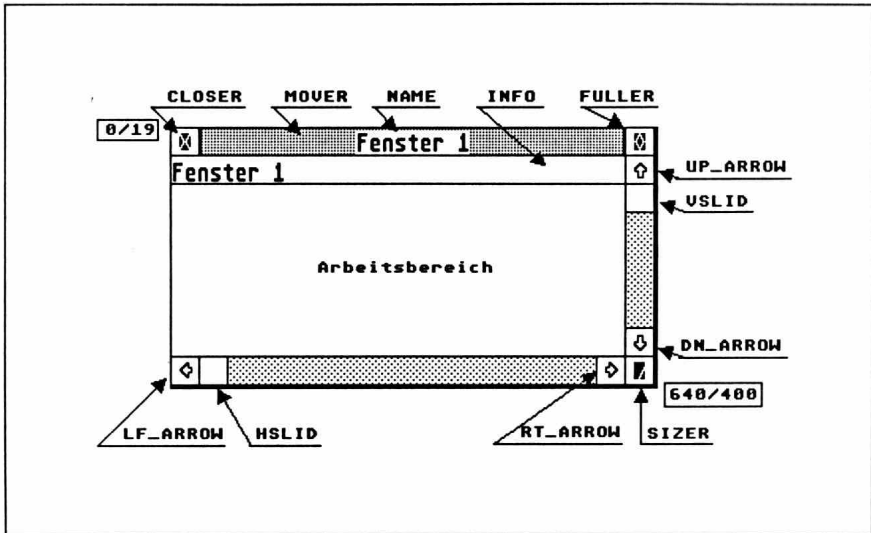 CLOSER MOVER NAME INFO FULLER
0/19
Fenster 1
Fenster 1
UP_ARROW
VSLID
Arbeitsbereich
DN_ARROW
640/400
LF_ARROW HSLID RT_ARROW SIZER